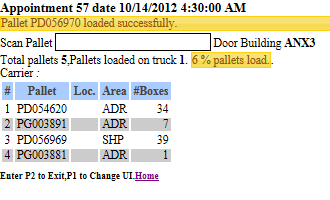 Appointment 57 date 10/14/2012 4:30:00 AM
Pallet PD056970 loaded successfully.
Scan Pallet Door Building ANX3
Total pallets 5,Pallets loaded on truck 1. 6 % pallets load..
Carrier :
# Pallet Loc. Area #Boxes
1 PD054620 ADR 34
2 PG003891 ADR 7
3 PD056969 SHP 39
4 PG003881 ADR 1
Enter P2 to Exit,P1 to Change UI.Home